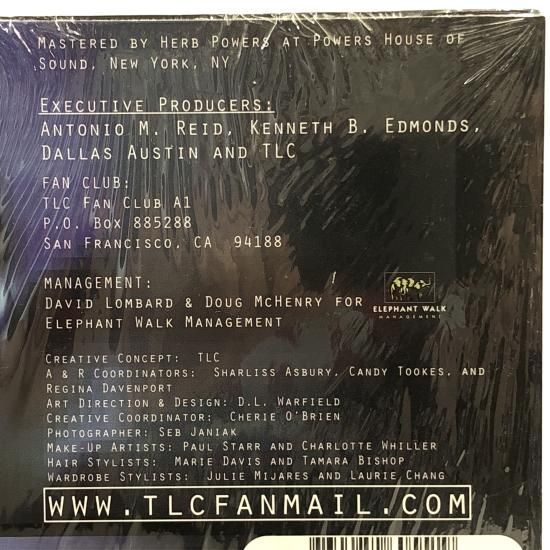 Mastered by Herb Powers at Powers House of
Sound, New York, NY
Executive Producers:
Antonio M. Reid, Kenneth B. Edmonds,
Dallas Austin and TLC
FAN CLUB:
TLC Fan Club A1
P.O. Box 885288
San Francisco, CA 94188
MANAGEMENT:
David Lombard & Doug McHenry for
Elephant Walk Management
ELEPHANT WALK
MANAGEMENT
Creative Concept: TLC
A & R Coordinators: Sharliss Asbury, Candy Tookes, and
Regina Davenport
Art Direction & Design: D.L. Warfield
Creative Coordinator: Cherie O'Brien
Photographer: Seb Janiak
Make-Up Artists: Paul Starr and Charlotte Whiller
Hair Stylists: Marie Davis and Tamara Bishop
Wardrobe Stylists: Julie Mijares and Laurie Chang
WWW.TLCFANMAIL.COM